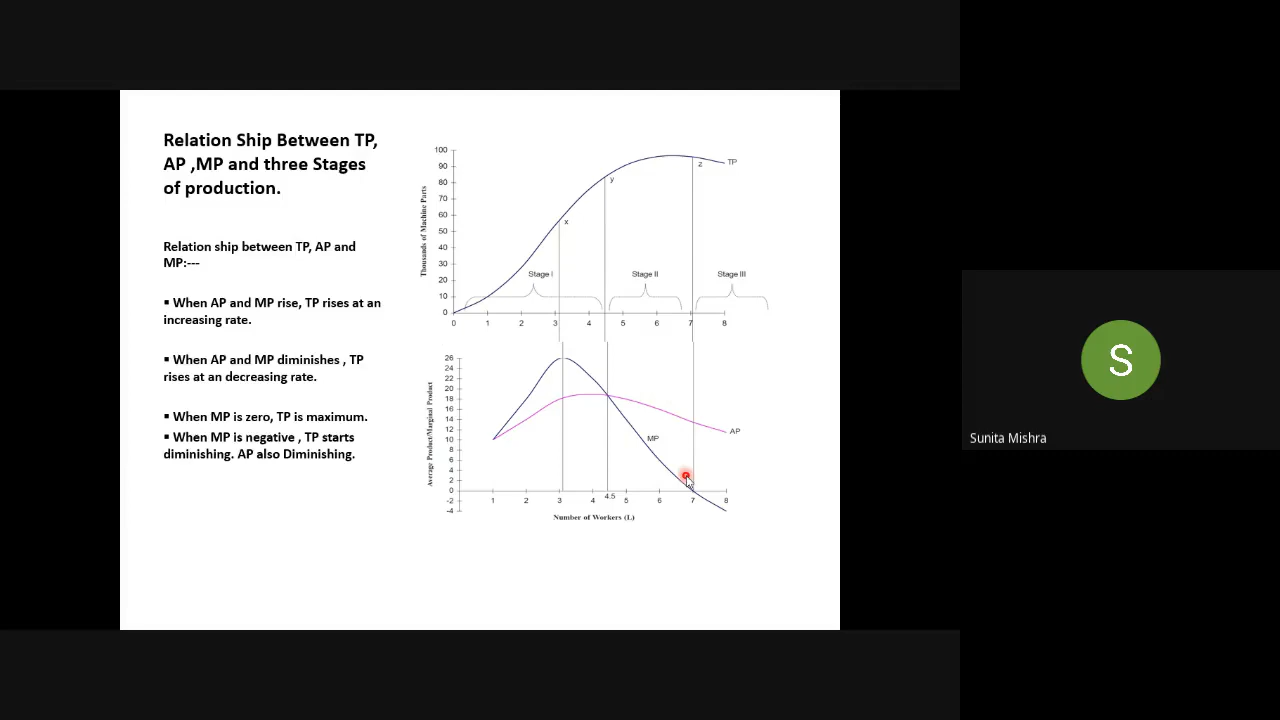 Relation Ship Between TP,
AP ,MP and three Stages
of production.
Relation ship between TP, AP and
MP:---
▪ When AP and MP rise, TP rises at an
increasing rate.
▪ When AP and MP diminishes , TP
rises at an decreasing rate.
▪ When MP is zero, TP is maximum.
▪ When MP is negative , TP starts
diminishing. AP also Diminishing.
Thousands of Machine Parts
100
90
80
70
60
50
40
30
20
10
0
0 1 2 3 4 5 6 7 8
x
y
z
TP
Stage I
Stage II
Stage III
Average Product/Marginal Product
26
24
22
20
18
16
14
12
10
8
6
4
2
0
-2
-4
MP
AP
1 2 3 4 4.5 5 6 7 8
Number of Workers (L)
S
Sunita Mishra